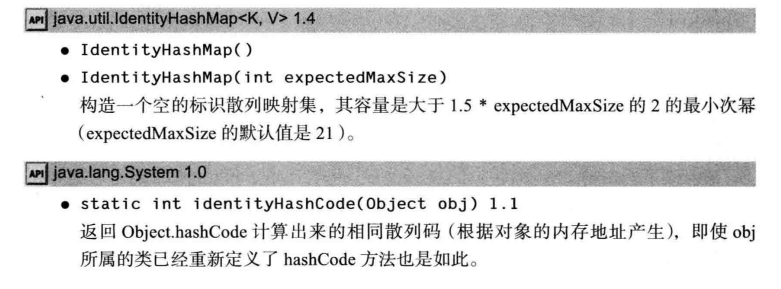 API java.util.IdentityHashMap<K, V> 1.4
● IdentityHashMap()
● IdentityHashMap(int expectedMaxSize)
构造一个空的标识散列映射集，其容量是大于 1.5 * expectedMaxSize 的 2 的最小次幂
（expectedMaxSize 的默认值是 21）。
API java.lang.System 1.0
● static int identityHashCode(Object obj) 1.1
返回 Object.hashCode 计算出来的相同散列码（根据对象的内存地址产生），即使 obj
所属的类已经重新定义了 hashCode 方法也是如此。